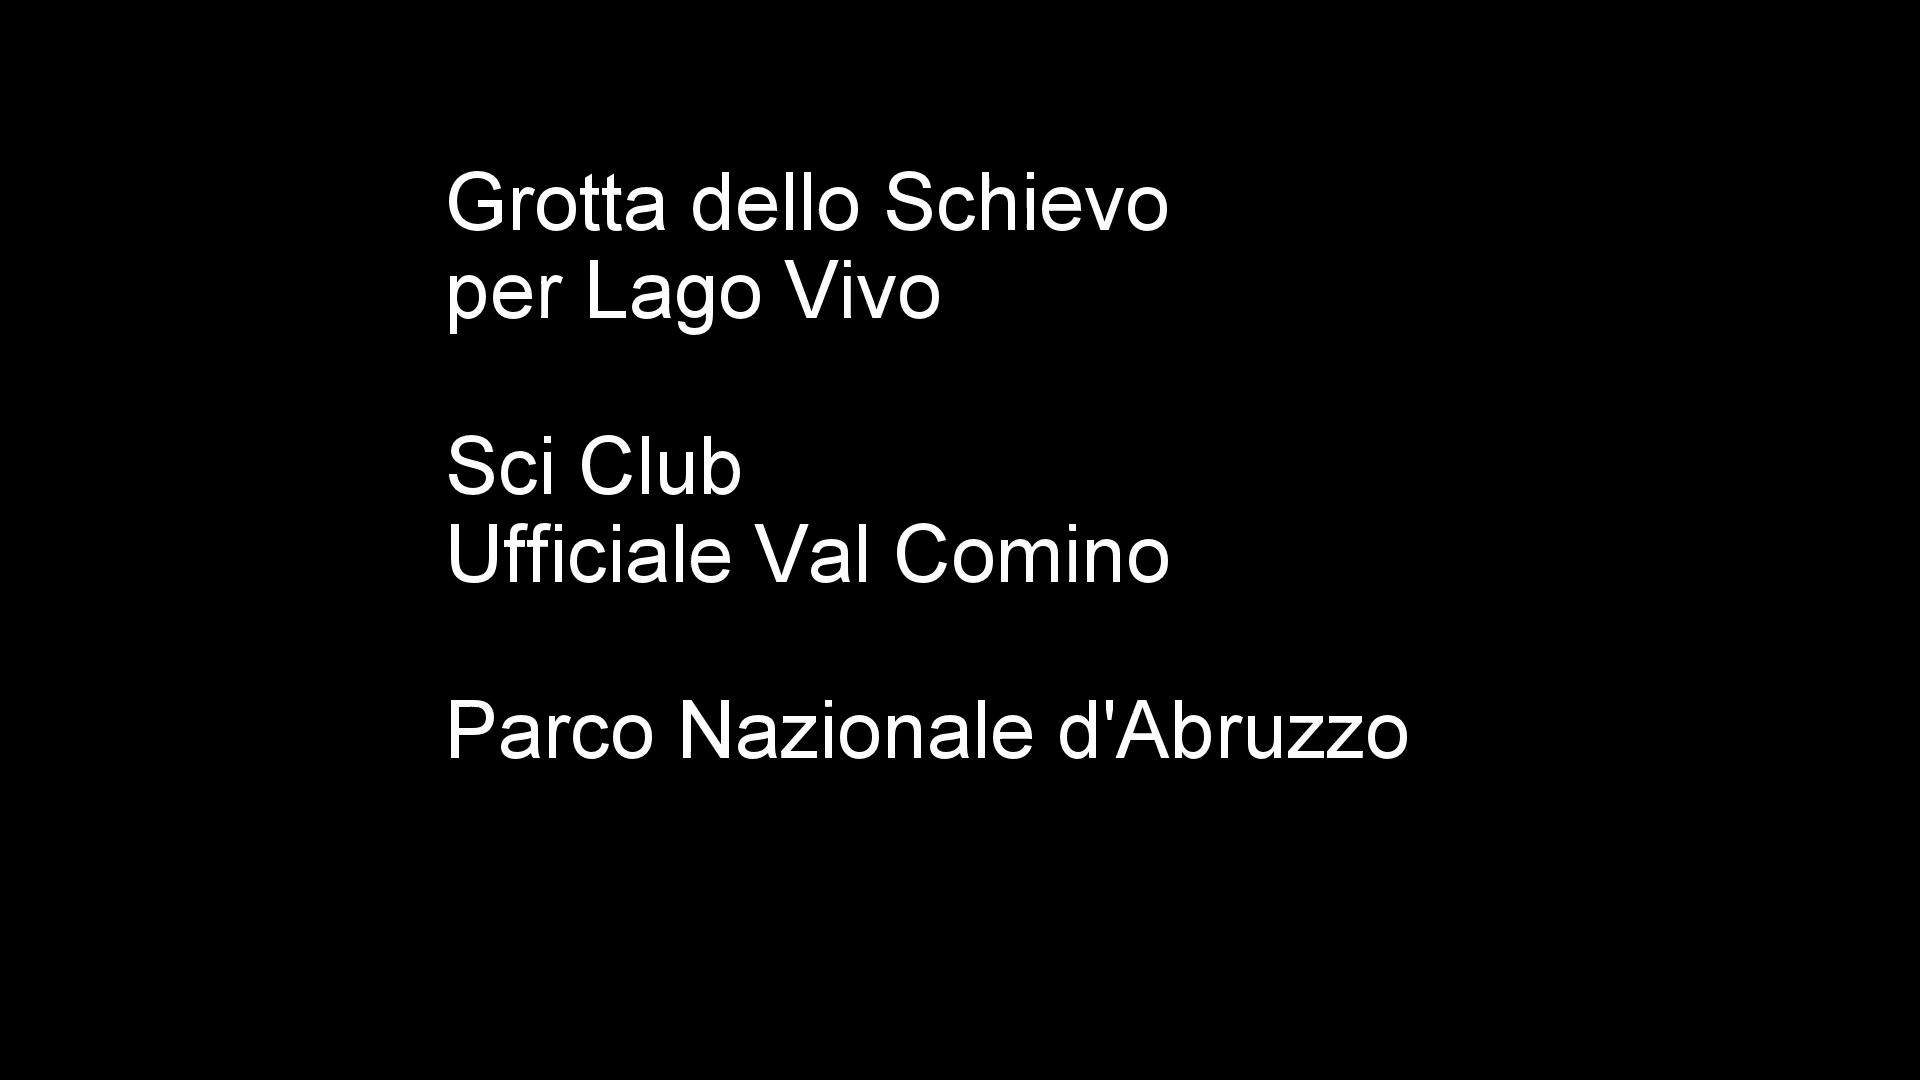 Grotta dello Schievo
per Lago Vivo
Sci Club
Ufficiale Val Comino
Parco Nazionale d'Abruzzo